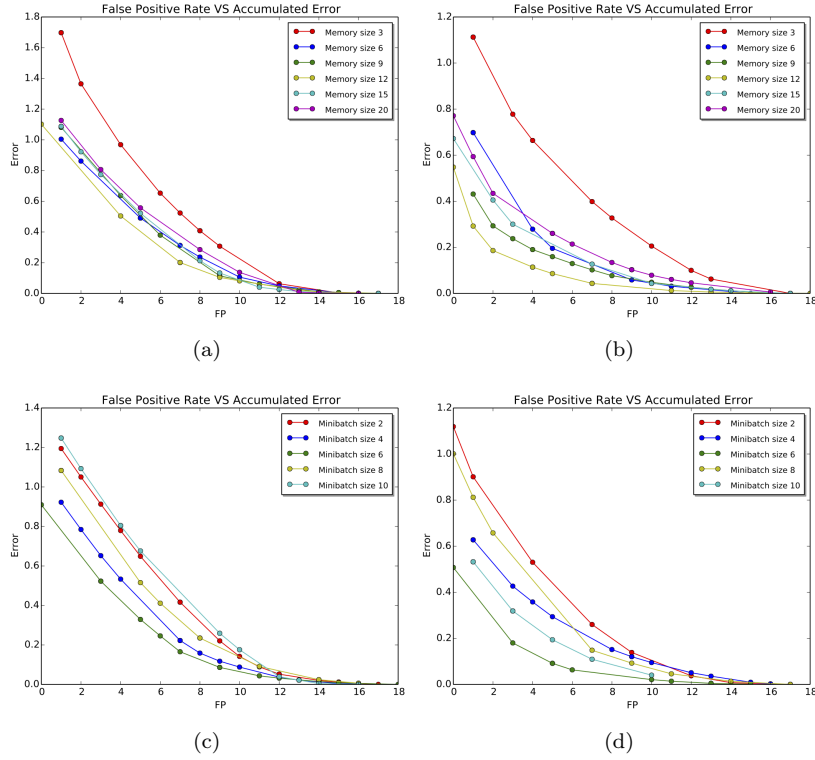 False Positive Rate VS Accumulated Error
1.8
1.6
1.4
1.2
1.0
0.8
0.6
0.4
0.2
0.0
Error
0 2 4 6 8 10 12 14 16 18
FP
Memory size 3
Memory size 6
Memory size 9
Memory size 12
Memory size 15
Memory size 20
(a)
False Positive Rate VS Accumulated Error
1.2
1.0
0.8
0.6
0.4
0.2
0.0
Error
0 2 4 6 8 10 12 14 16 18
FP
Memory size 3
Memory size 6
Memory size 9
Memory size 12
Memory size 15
Memory size 20
(b)
False Positive Rate VS Accumulated Error
1.4
1.2
1.0
0.8
0.6
0.4
0.2
0.0
Error
0 2 4 6 8 10 12 14 16 18
FP
Minibatch size 2
Minibatch size 4
Minibatch size 6
Minibatch size 8
Minibatch size 10
(c)
False Positive Rate VS Accumulated Error
1.2
1.0
0.8
0.6
0.4
0.2
0.0
Error
0 2 4 6 8 10 12 14 16 18
FP
Minibatch size 2
Minibatch size 4
Minibatch size 6
Minibatch size 8
Minibatch size 10
(d)